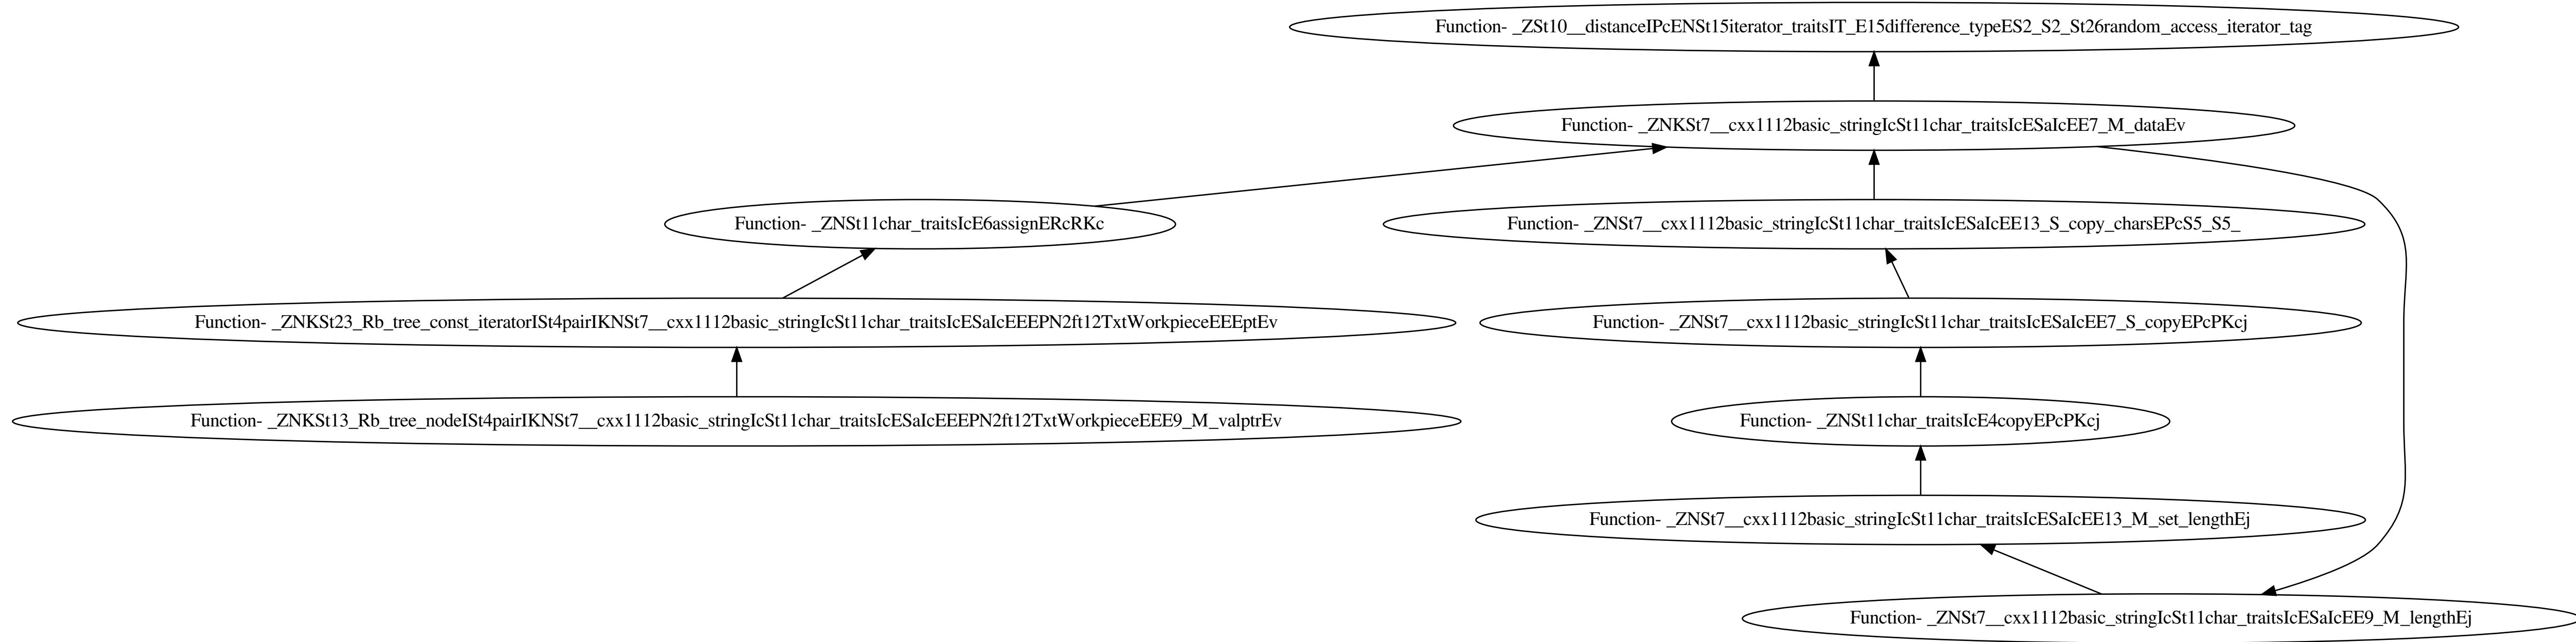 Function- _ZSt10__distanceIPcENSt15iterator_traitsIT_E15difference_typeES2_S2_St26random_access_iterator_tag
Function- _ZNKSt7__cxx1112basic_stringIcSt11char_traitsIcESaIcEE7_M_dataEv
Function- _ZNSt11char_traitsIcE6assignERcRKc
Function- _ZNSt7__cxx1112basic_stringIcSt11char_traitsIcESaIcEE13_S_copy_charsEPcS5_S5_
Function- _ZNKSt23_Rb_tree_const_iteratorISt4pairIKNSt7__cxx1112basic_stringIcSt11char_traitsIcESaIcEEEPN2ft12TxtWorkpieceEEEptEv
Function- _ZNSt7__cxx1112basic_stringIcSt11char_traitsIcESaIcEE7_S_copyEPcPKcj
Function- _ZNKSt13_Rb_tree_nodeISt4pairIKNSt7__cxx1112basic_stringIcSt11char_traitsIcESaIcEEEPN2ft12TxtWorkpieceEEE9_M_valptrEv
Function- _ZNSt11char_traitsIcE4copyEPcPKcj
Function- _ZNSt7__cxx1112basic_stringIcSt11char_traitsIcESaIcEE13_M_set_lengthEj
Function- _ZNSt7__cxx1112basic_stringIcSt11char_traitsIcESaIcEE9_M_lengthEj